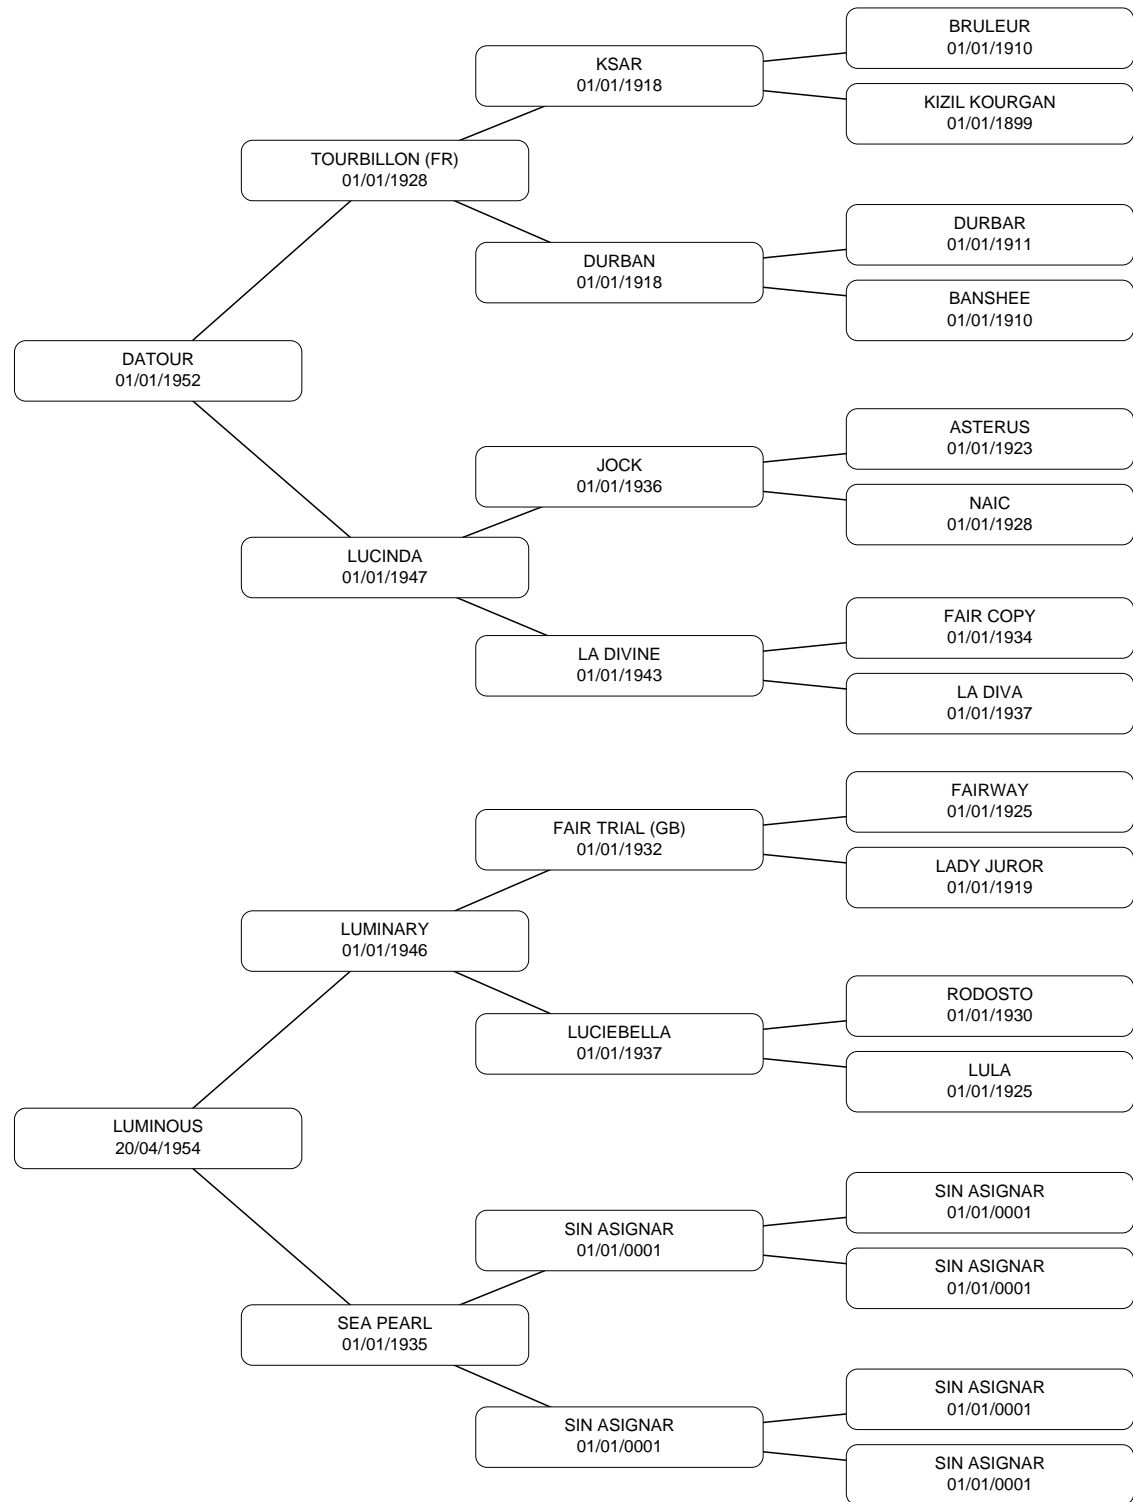 BRULEUR
01/01/1910
KSAR
01/01/1918
KIZIL KOURGAN
01/01/1899
TOURBILLON (FR)
01/01/1928
DURBAR
01/01/1911
DURBAN
01/01/1918
BANSHEE
01/01/1910
DATOUR
01/01/1952
ASTERUS
01/01/1923
JOCK
01/01/1936
NAIC
01/01/1928
LUCINDA
01/01/1947
FAIR COPY
01/01/1934
LA DIVINE
01/01/1943
LA DIVA
01/01/1937
FAIRWAY
01/01/1925
FAIR TRIAL (GB)
01/01/1932
LADY JUROR
01/01/1919
LUMINARY
01/01/1946
RODOSTO
01/01/1930
LUCIEBELLA
01/01/1937
LULA
01/01/1925
LUMINOUS
20/04/1954
SIN ASIGNAR
01/01/0001
SIN ASIGNAR
01/01/0001
SIN ASIGNAR
01/01/0001
SEA PEARL
01/01/1935
SIN ASIGNAR
01/01/0001
SIN ASIGNAR
01/01/0001
SIN ASIGNAR
01/01/0001